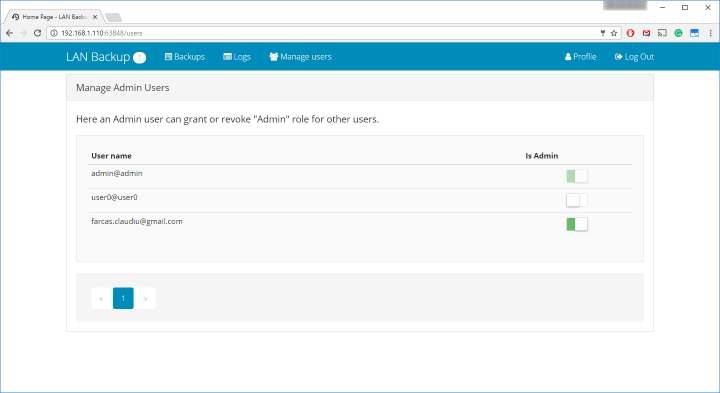 Home Page - LAN Backu
192.168.1.110:63848/users
LAN Backup
Backups
Logs
Manage users
Profile
Log Out
Manage Admin Users
Here an Admin user can grant or revoke "Admin" role for other users.
User name Is Admin
admin@admin
user0@user0
farcas.claudiu@gmail.com
« 1 »